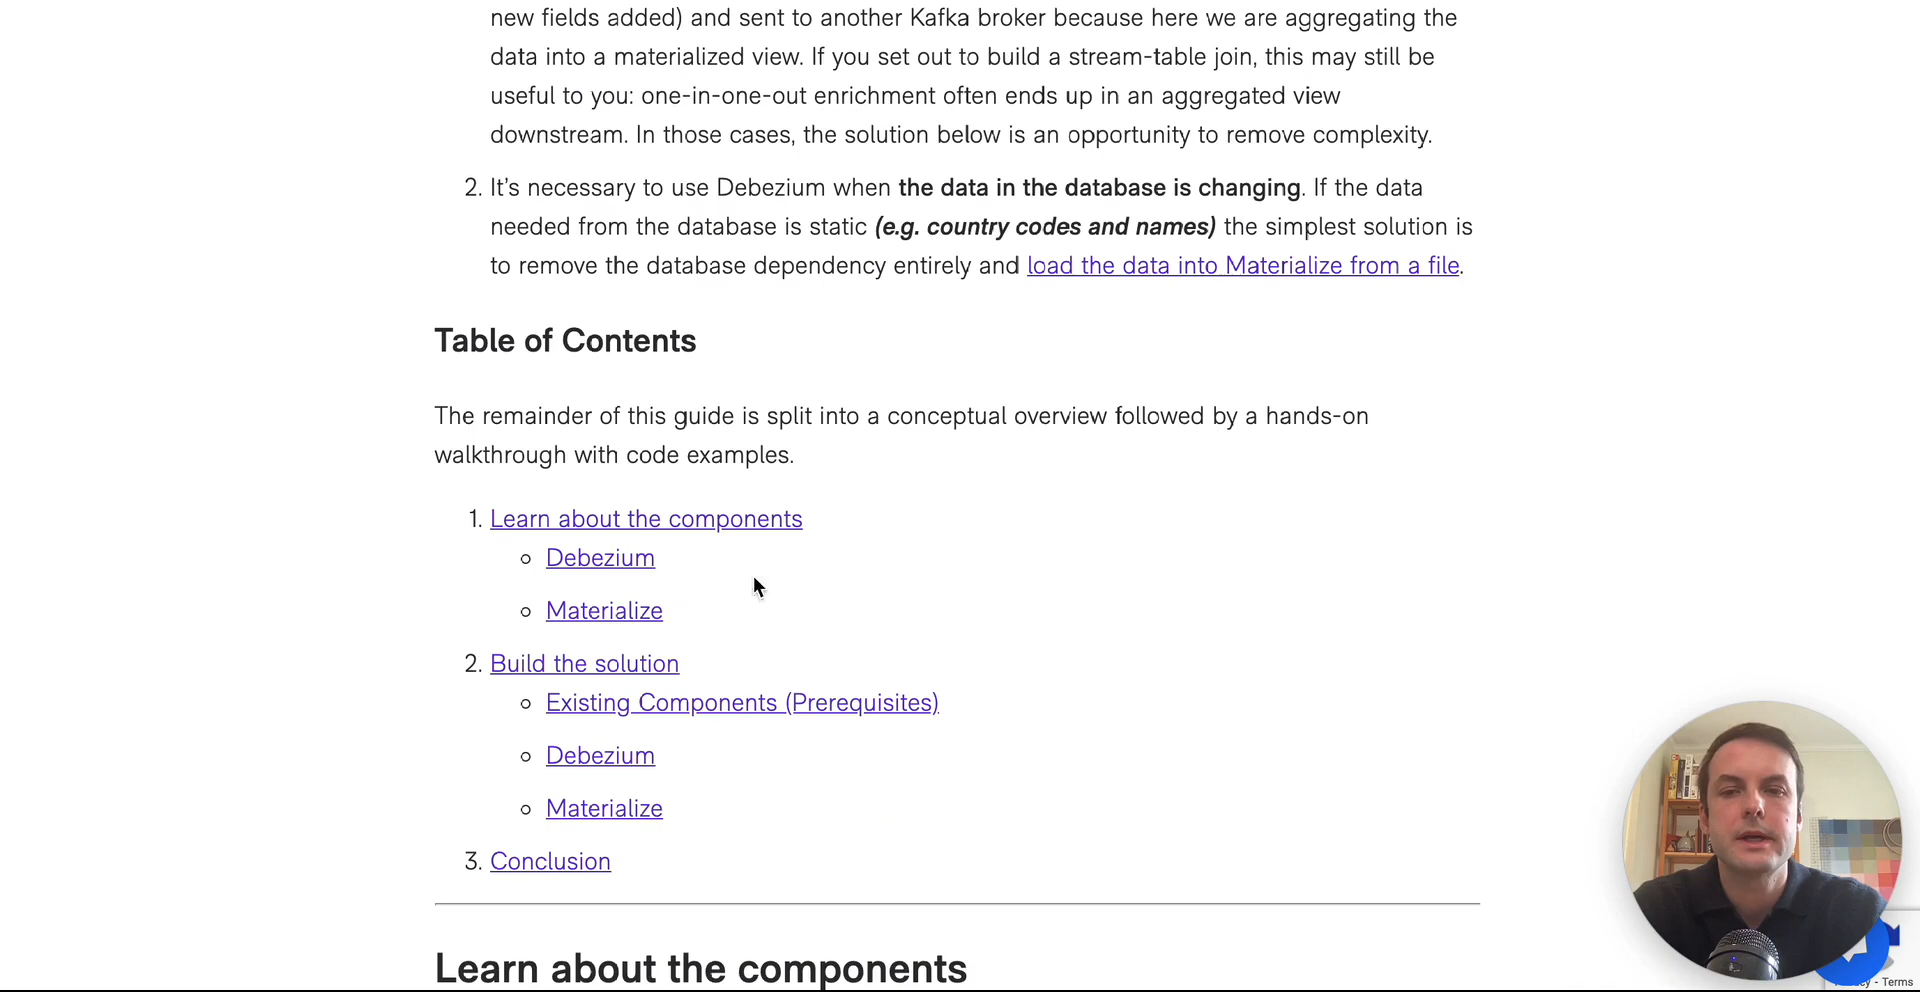 new fields added) and sent to another Kafka broker because here we are aggregating the
data into a materialized view. If you set out to build a stream-table join, this may still be
useful to you: one-in-one-out enrichment often ends up in an aggregated view
downstream. In those cases, the solution below is an opportunity to remove complexity.
2. It’s necessary to use Debezium when the data in the database is changing. If the data
needed from the database is static (e.g. country codes and names) the simplest solution is
to remove the database dependency entirely and load the data into Materialize from a file.
Table of Contents
The remainder of this guide is split into a conceptual overview followed by a hands-on
walkthrough with code examples.
1. Learn about the components
Debezium
Materialize
2. Build the solution
Existing Components (Prerequisites)
Debezium
Materialize
3. Conclusion
Learn about the components
- Terms